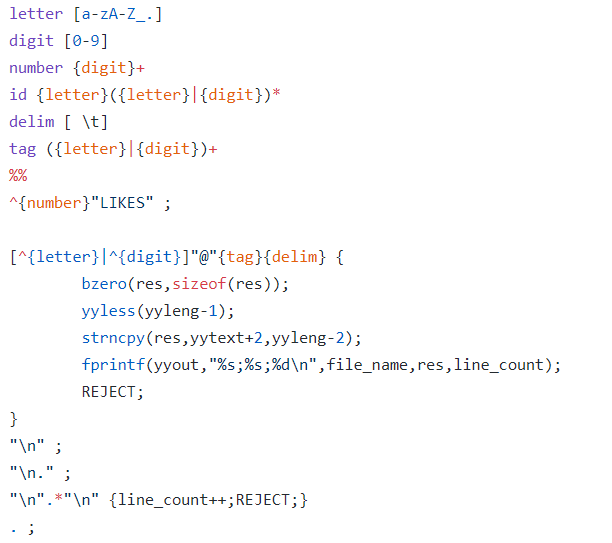 letter [a-zA-Z_.]
digit [0-9]
number {digit}+
id {letter}({letter}|{digit})*
delim [ \t]
tag ({letter}|{digit})+
%%
^{number}"LIKES" ;

[^{letter}|^{digit}]"@"{tag}{delim} {
        bzero(res,sizeof(res));
        yyless(yyleng-1);
        strncpy(res,yytext+2,yyleng-2);
        fprintf(yyout,"%s;%s;%d\n",file_name,res,line_count);
        REJECT;
}
"\n" ;
"\n." ;
"\n".*"\n" {line_count++;REJECT;}
. ;